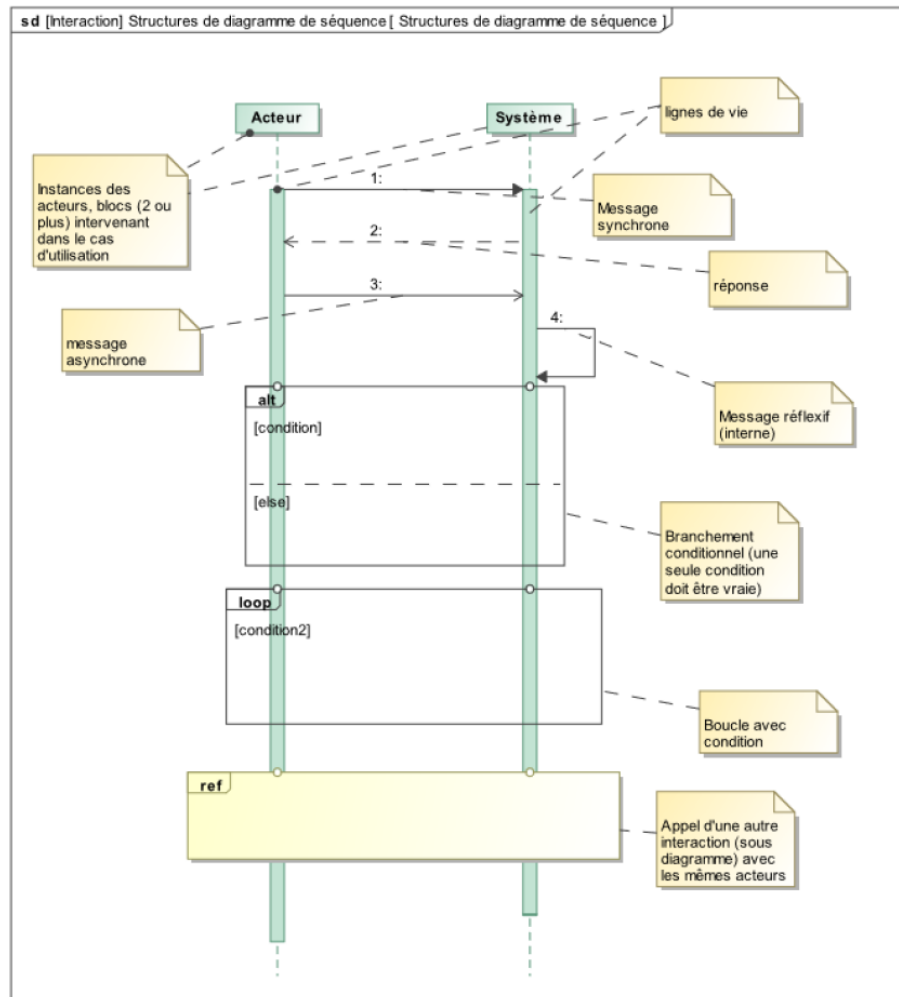 sd [Interaction] Structures de diagramme de séquence [ Structures de diagramme de séquence ]
Acteur
Système
lignes de vie
Instances des
acteurs, blocs (2 ou
plus) intervenant
dans le cas
d'utilisation
1:
Message
synchrone
2:
réponse
3:
message
asynchrone
4:
Message réflexif
(interne)
alt
[condition]
[else]
Branchement
conditionnel (une
seule condition
doit être vraie)
loop
[condition2]
Boucle avec
condition
ref
Appel d'une autre
interaction (sous
diagramme) avec
les mêmes acteurs